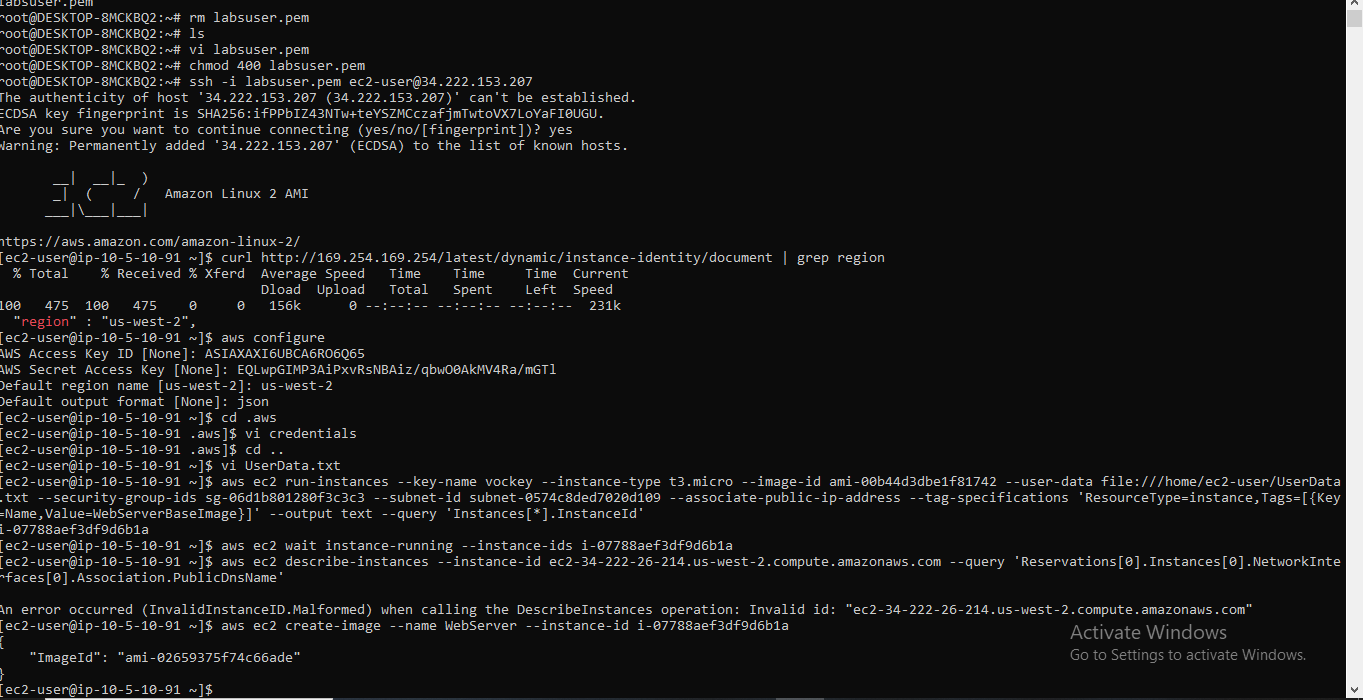 labsuser.pem
root@DESKTOP-8MCKBQ2:~# rm labsuser.pem
root@DESKTOP-8MCKBQ2:~# ls
root@DESKTOP-8MCKBQ2:~# vi labsuser.pem
root@DESKTOP-8MCKBQ2:~# chmod 400 labsuser.pem
root@DESKTOP-8MCKBQ2:~# ssh -i labsuser.pem ec2-user@34.222.153.207
The authenticity of host '34.222.153.207 (34.222.153.207)' can't be established.
ECDSA key fingerprint is SHA256:ifPPbIZ43NTw+teYSZMCczafjmTwtoVX7LoYaFI0UGU.
Are you sure you want to continue connecting (yes/no/[fingerprint])? yes
Warning: Permanently added '34.222.153.207' (ECDSA) to the list of known hosts.
       __|  __|_  )
       _|  (     /   Amazon Linux 2 AMI
      ___|\___|___|
https://aws.amazon.com/amazon-linux-2/
[ec2-user@ip-10-5-10-91 ~]$ curl http://169.254.169.254/latest/dynamic/instance-identity/document | grep region
  % Total    % Received % Xferd  Average Speed   Time    Time     Time  Current
                                 Dload  Upload   Total   Spent    Left  Speed
100   475  100   475    0     0   156k      0 --:--:-- --:--:-- --:--:--  231k
  "region" : "us-west-2",
[ec2-user@ip-10-5-10-91 ~]$ aws configure
AWS Access Key ID [None]: ASIAXAXI6UBCA6RO6Q65
AWS Secret Access Key [None]: EQLwpGIMP3AiPxvRsNBAiz/qbwO0AkMV4Ra/mGTl
Default region name [us-west-2]: us-west-2
Default output format [None]: json
[ec2-user@ip-10-5-10-91 ~]$ cd .aws
[ec2-user@ip-10-5-10-91 .aws]$ vi credentials
[ec2-user@ip-10-5-10-91 .aws]$ cd ..
[ec2-user@ip-10-5-10-91 ~]$ vi UserData.txt
[ec2-user@ip-10-5-10-91 ~]$ aws ec2 run-instances --key-name vockey --instance-type t3.micro --image-id ami-00b44d3dbe1f81742 --user-data file:///home/ec2-user/UserData
.txt --security-group-ids sg-06d1b801280f3c3c3 --subnet-id subnet-0574c8ded7020d109 --associate-public-ip-address --tag-specifications 'ResourceType=instance,Tags=[{Key
=Name,Value=WebServerBaseImage}]' --output text --query 'Instances[*].InstanceId'
i-07788aef3df9d6b1a
[ec2-user@ip-10-5-10-91 ~]$ aws ec2 wait instance-running --instance-ids i-07788aef3df9d6b1a
[ec2-user@ip-10-5-10-91 ~]$ aws ec2 describe-instances --instance-id ec2-34-222-26-214.us-west-2.compute.amazonaws.com --query 'Reservations[0].Instances[0].NetworkInte
rfaces[0].Association.PublicDnsName'
An error occurred (InvalidInstanceID.Malformed) when calling the DescribeInstances operation: Invalid id: "ec2-34-222-26-214.us-west-2.compute.amazonaws.com"
[ec2-user@ip-10-5-10-91 ~]$ aws ec2 create-image --name WebServer --instance-id i-07788aef3df9d6b1a
{
    "ImageId": "ami-02659375f74c66ade"
}
[ec2-user@ip-10-5-10-91 ~]$
Activate Windows
Go to Settings to activate Windows.